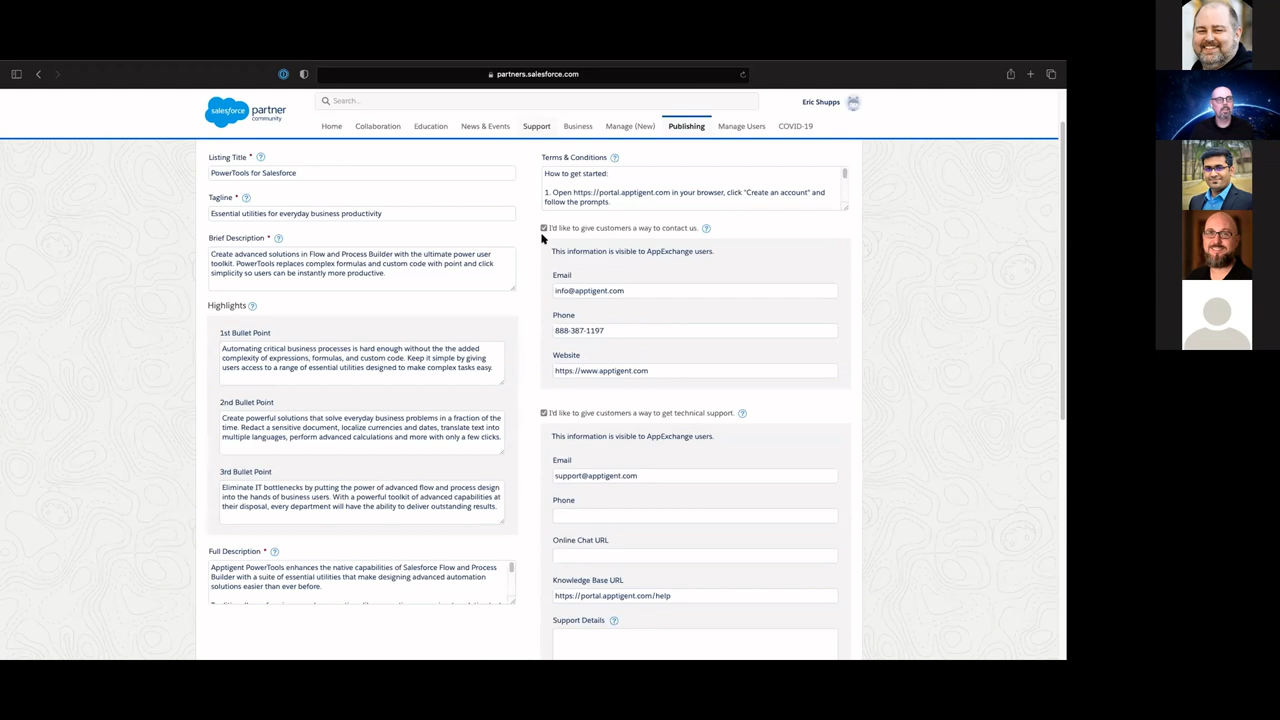 partners.salesforce.com
salesforce
partner
community
Search...
Eric Shupps
Home Collaboration Education News & Events Support Business Manage (New) Publishing Manage Users COVID-19
Listing Title *
PowerTools for Salesforce
Tagline *
Essential utilities for everyday business productivity
Brief Description *
Create advanced solutions in Flow and Process Builder with the ultimate power user
toolkit. PowerTools replaces complex formulas and custom code with point and click
simplicity so users can be instantly more productive.
Highlights
1st Bullet Point
Automating critical business processes is hard enough without the the added
complexity of expressions, formulas, and custom code. Keep it simple by giving
users access to a range of essential utilities designed to make complex tasks easy.
2nd Bullet Point
Create powerful solutions that solve everyday business problems in a fraction of the
time. Redact a sensitive document, localize currencies and dates, translate text into
multiple languages, perform advanced calculations and more with only a few clicks.
3rd Bullet Point
Eliminate IT bottlenecks by putting the power of advanced flow and process design
into the hands of business users. With a powerful toolkit of advanced capabilities at
their disposal, every department will have the ability to deliver outstanding results.
Full Description *
Apptigent PowerTools enhances the native capabilities of Salesforce Flow and Process
Builder with a suite of essential utilities that make designing advanced automation
solutions easier than ever before.
Terms & Conditions
How to get started:
1. Open https://portal.apptigent.com in your browser, click "Create an account" and
follow the prompts.
I'd like to give customers a way to contact us.
This information is visible to AppExchange users.
Email
info@apptigent.com
Phone
888-387-1197
Website
https://www.apptigent.com
I'd like to give customers a way to get technical support.
This information is visible to AppExchange users.
Email
support@apptigent.com
Phone
Online Chat URL
Knowledge Base URL
https://portal.apptigent.com/help
Support Details